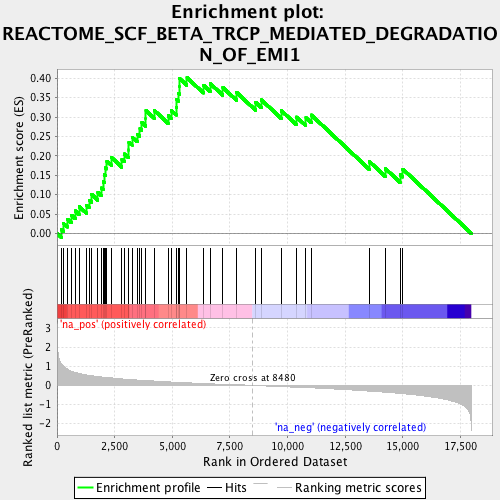 Enrichment plot:
REACTOME_SCF_BETA_TRCP_MEDIATED_DEGRADATIO
N_OF_EMI1
Enrichment score (ES)
0.40
0.35
0.30
0.25
0.20
0.15
0.10
0.05
0.00
'na_pos' (positively correlated)
Ranked list metric (PreRanked)
3
2
1
0
-1
-2
Zero cross at 8480
'na_neg' (negatively correlated)
0
2,500
5,000
7,500
10,000
12,500
15,000
17,500
Rank in Ordered Dataset
Enrichment profile
Hits
Ranking metric scores